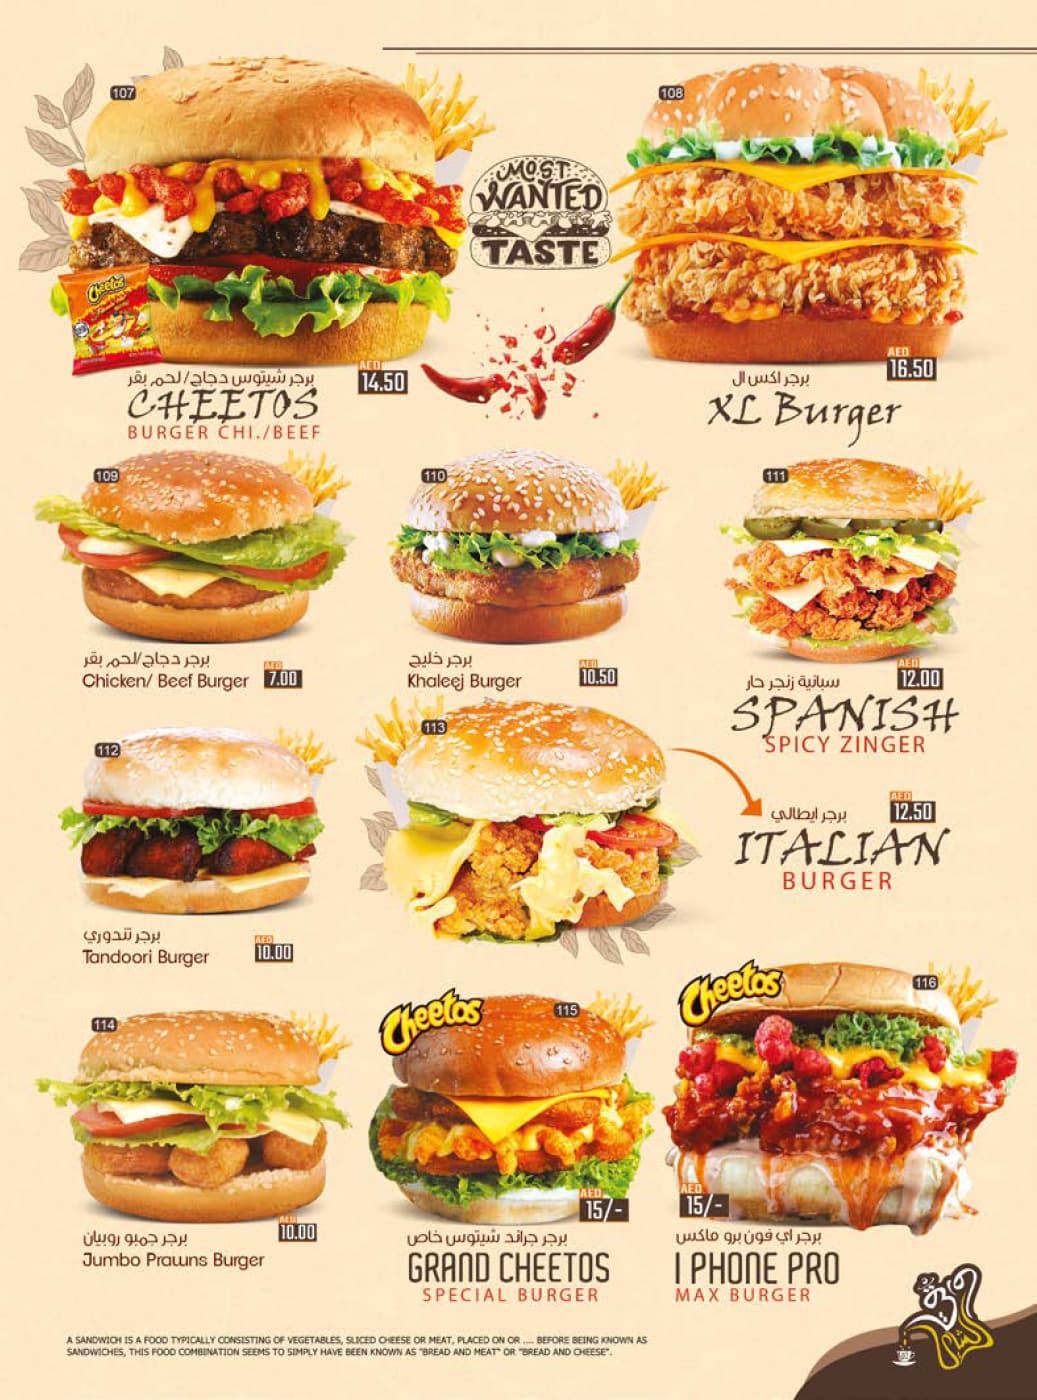 107
108
MOST
WANTED
TASTE
Cheetos
AED
14.50
برجر شيتوس دجاج/ لحم بقر
CHEETOS
BURGER CHI./BEEF
AED
16.50
برجر اكس ال
XL Burger
109
110
111
برجر دجاج/لحم بقر
Chicken/ Beef Burger
AED
7.00
برجر خليج
Khaleej Burger
AED
10.50
سبانية زنجر حار
AED
12.00
SPANISH
SPICY ZINGER
112
113
برجر ايطالي
AED
12.50
ITALIAN
BURGER
برجر تندوري
Tandoori Burger
AED
10.00
114
Cheetos
115
Cheetos
116
برجر جمبو روبيان
Jumbo Prawns Burger
AED
10.00
AED
15/-
برجر جراند شيتوس خاص
GRAND CHEETOS
SPECIAL BURGER
AED
15/-
برجر اي فون برو ماكس
I PHONE PRO
MAX BURGER
A SANDWICH IS A FOOD TYPICALLY CONSISTING OF VEGETABLES, SLICED CHEESE OR MEAT, PLACED ON OR .... BEFORE BEING KNOWN AS
SANDWICHES, THIS FOOD COMBINATION SEEMS TO SIMPLY HAVE BEEN KNOWN AS "BREAD AND MEAT" OR "BREAD AND CHEESE".